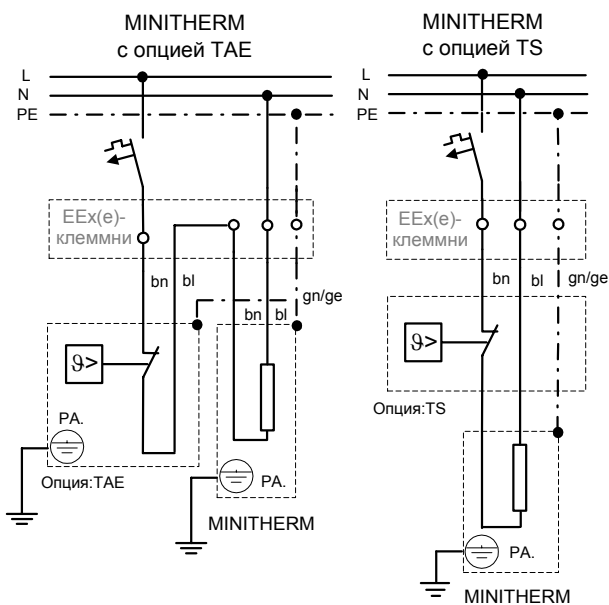 MINITHERM
с опцией TAE
L
N
PE
EEx(e)-
клеммни
bn
bl
bn
bl
gn/ge
ϑ>
PA.
Опция:TAE
PA.
MINITHERM
MINITHERM
с опцией TS
L
N
PE
EEx(e)-
клеммни
bn
bl
gn/ge
ϑ>
Опция:TS
PA.
MINITHERM